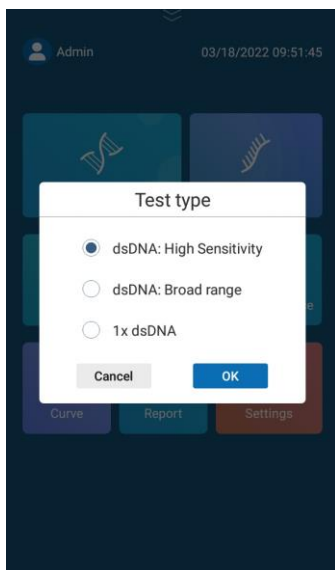 Admin
03/18/2022 09:51:45
Test type
dsDNA: High Sensitivity
dsDNA: Broad range
1x dsDNA
Cancel
OK
Curve
Report
Settings